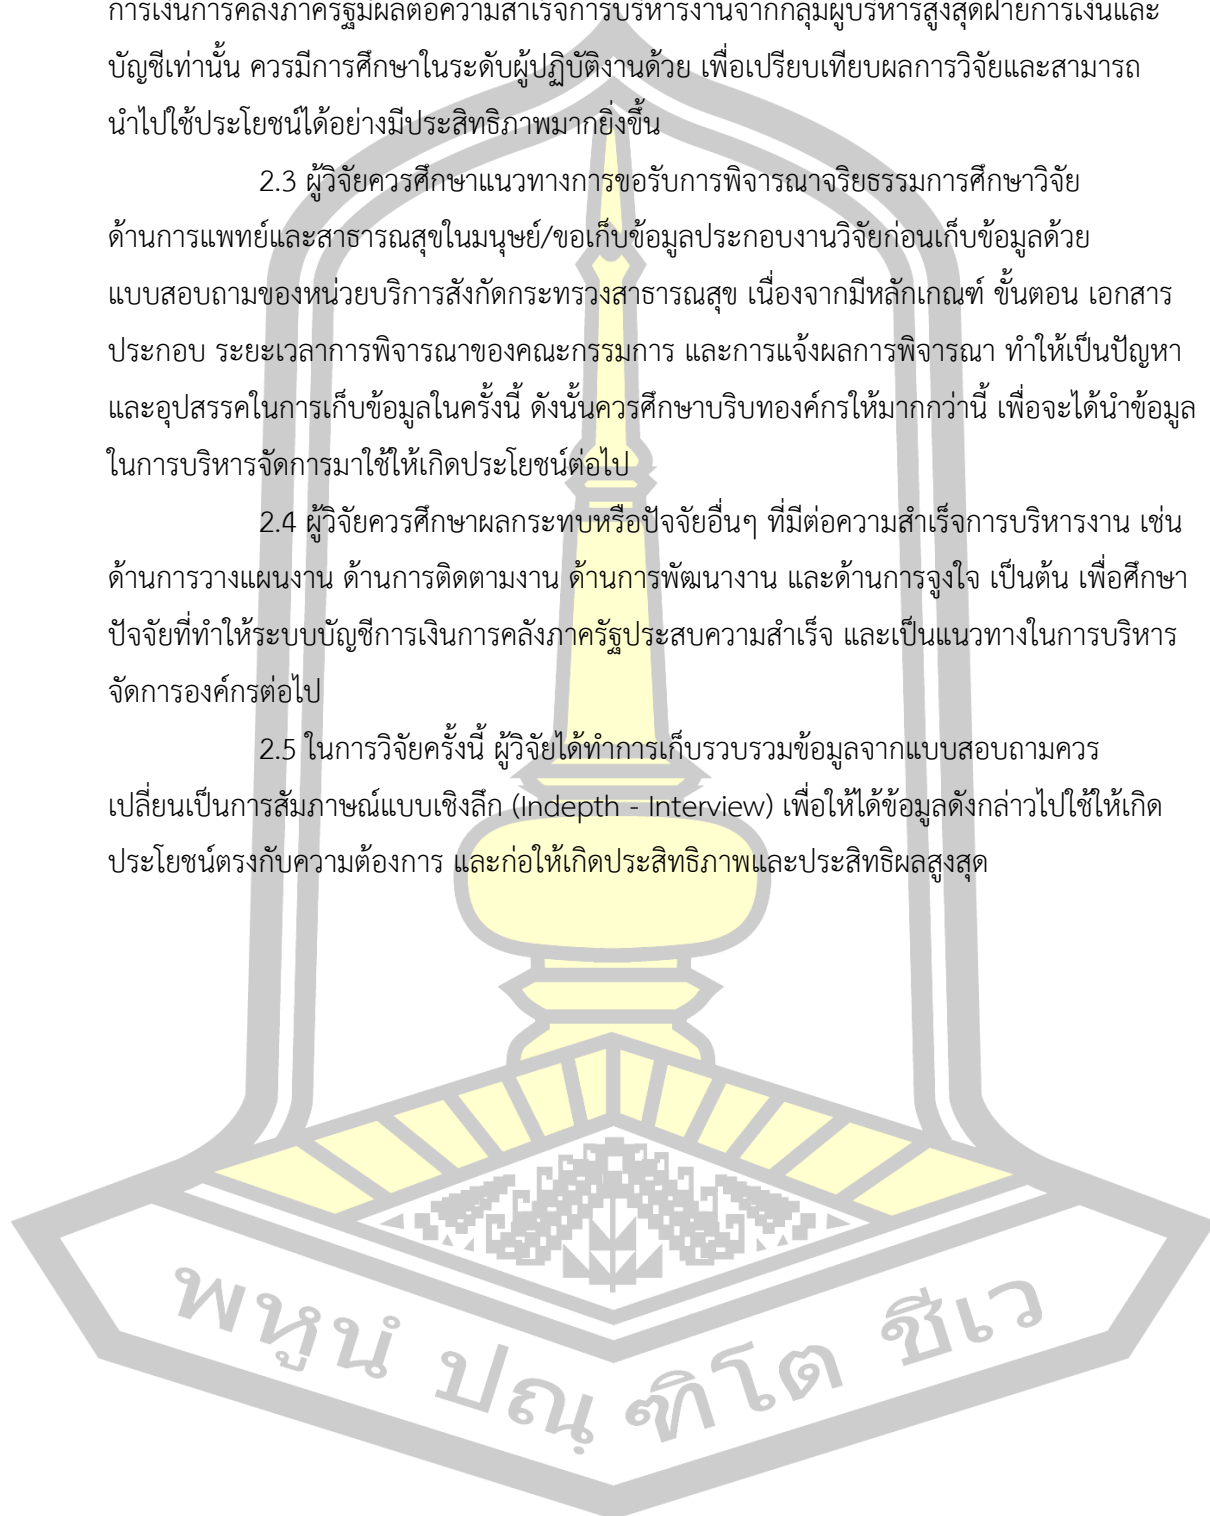 การเงินการคลังภาครัฐมีผลต่อความสำเร็จการบริหารงานจากกลุ่มผู้บริหารสูงสุดฝ่ายการเงินและ
บัญชีเท่านั้น ควรมีการศึกษาในระดับผู้ปฏิบัติงานด้วย เพื่อเปรียบเทียบผลการวิจัยและสามารถ
นำไปใช้ประโยชน์ได้อย่างมีประสิทธิภาพมากยิ่งขึ้น
2.3 ผู้วิจัยควรศึกษาแนวทางการขอรับการพิจารณาจริยธรรมการศึกษาวิจัย
ด้านการแพทย์และสาธารณสุขในมนุษย์/ขอเก็บข้อมูลประกอบงานวิจัยก่อนเก็บข้อมูลด้วย
แบบสอบถามของหน่วยบริการสังกัดกระทรวงสาธารณสุข เนื่องจากมีหลักเกณฑ์ ขั้นตอน เอกสาร
ประกอบ ระยะเวลาการพิจารณาของคณะกรรมการ และการแจ้งผลการพิจารณา ทำให้เป็นปัญหา
และอุปสรรคในการเก็บข้อมูลในครั้งนี้ ดังนั้นควรศึกษาบริบทองค์กรให้มากกว่านี้ เพื่อจะได้นำข้อมูล
ในการบริหารจัดการมาใช้ให้เกิดประโยชน์ต่อไป
2.4 ผู้วิจัยควรศึกษาผลกระทบหรือปัจจัยอื่นๆ ที่มีต่อความสำเร็จการบริหารงาน เช่น
ด้านการวางแผนงาน ด้านการติดตามงาน ด้านการพัฒนางาน และด้านการจูงใจ เป็นต้น เพื่อศึกษา
ปัจจัยที่ทำให้ระบบบัญชีการเงินการคลังภาครัฐประสบความสำเร็จ และเป็นแนวทางในการบริหาร
จัดการองค์กรต่อไป
2.5 ในการวิจัยครั้งนี้ ผู้วิจัยได้ทำการเก็บรวบรวมข้อมูลจากแบบสอบถามควร
เปลี่ยนเป็นการสัมภาษณ์แบบเชิงลึก (Indepth - Interview) เพื่อให้ได้ข้อมูลดังกล่าวไปใช้ให้เกิด
ประโยชน์ตรงกับความต้องการ และก่อให้เกิดประสิทธิภาพและประสิทธิผลสูงสุด
พหูนํ ปณฺฑิโต ชีเว